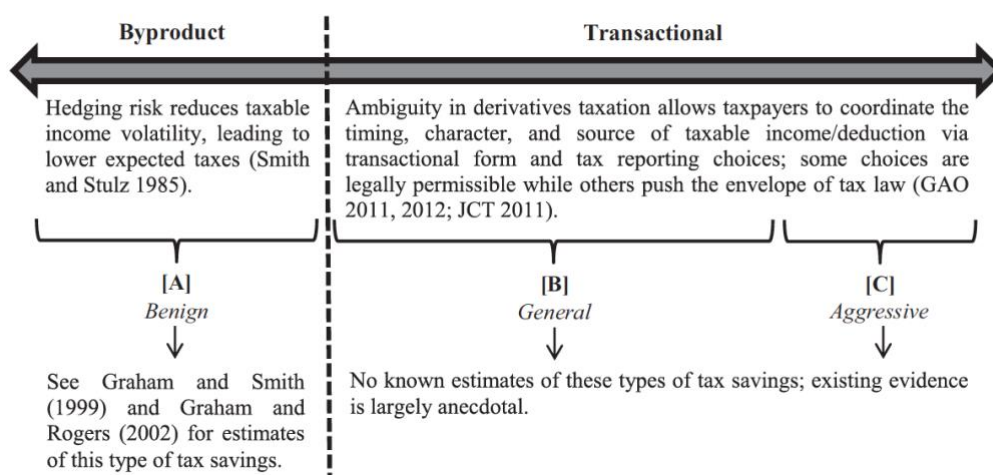 Byproduct
Transactional
Hedging risk reduces taxable
income volatility, leading to
lower expected taxes (Smith
and Stulz 1985).
Ambiguity in derivatives taxation allows taxpayers to coordinate the
timing, character, and source of taxable income/deduction via
transactional form and tax reporting choices; some choices are
legally permissible while others push the envelope of tax law (GAO
2011, 2012; JCT 2011).
[A]
Benign
[B]
General
[C]
Aggressive
See Graham and Smith
(1999) and Graham and
Rogers (2002) for estimates
of this type of tax savings.
No known estimates of these types of tax savings; existing evidence
is largely anecdotal.